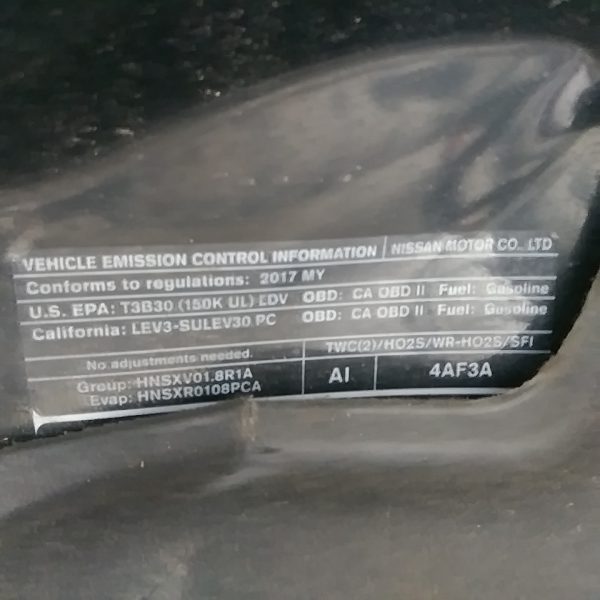 VEHICLE EMISSION CONTROL INFORMATION NISSAN MOTOR CO., LTD
Conforms to regulations: 2017 MY
U.S. EPA: T3B30 (150K UL) LDV OBD: CA OBD II Fuel: Gasoline
California: LEV3-SULEV30 PC OBD: CA OBD II Fuel: Gasoline
No adjustments needed. TWC(2)/HO2S/WR-HO2S/SFI
Group: HNSXV01.8R1A
Evap: HNSXR0108PCA
AI 4AF3A